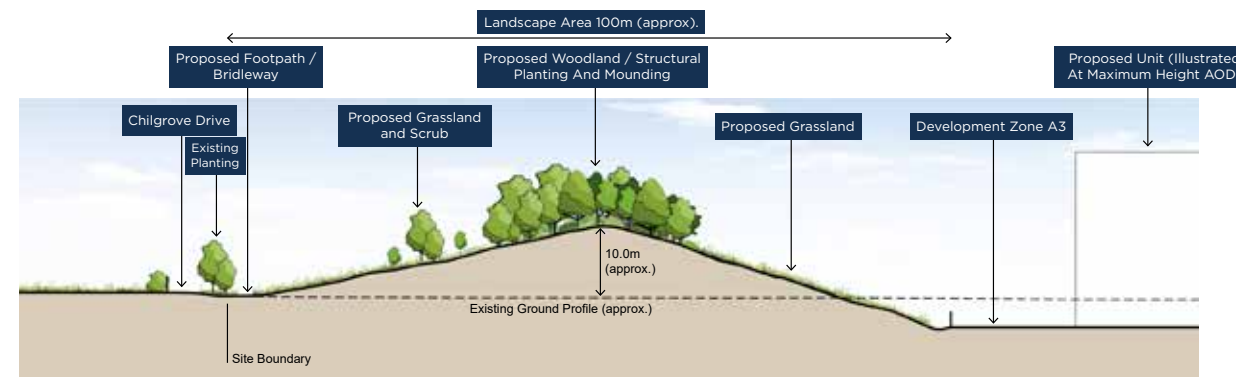 Landscape Area 100m (approx).
Proposed Footpath /
Bridleway
Proposed Woodland / Structural
Planting And Mounding
Proposed Unit (Illustrated
At Maximum Height AOD
Chilgrove Drive
Existing
Planting
Proposed Grassland
and Scrub
Proposed Grassland
Development Zone A3
10.0m
(approx.)
Existing Ground Profile (approx.)
Site Boundary